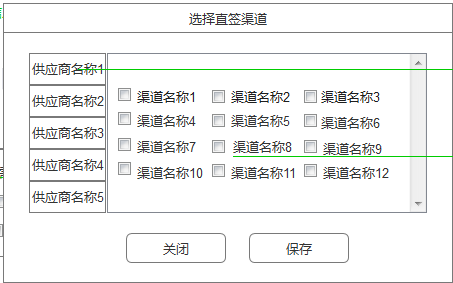 选择直签渠道
供应商名称1
供应商名称2
供应商名称3
供应商名称4
供应商名称5
渠道名称1 渠道名称2 渠道名称3
渠道名称4 渠道名称5 渠道名称6
渠道名称7 渠道名称8 渠道名称9
渠道名称10 渠道名称11 渠道名称12
关闭 保存